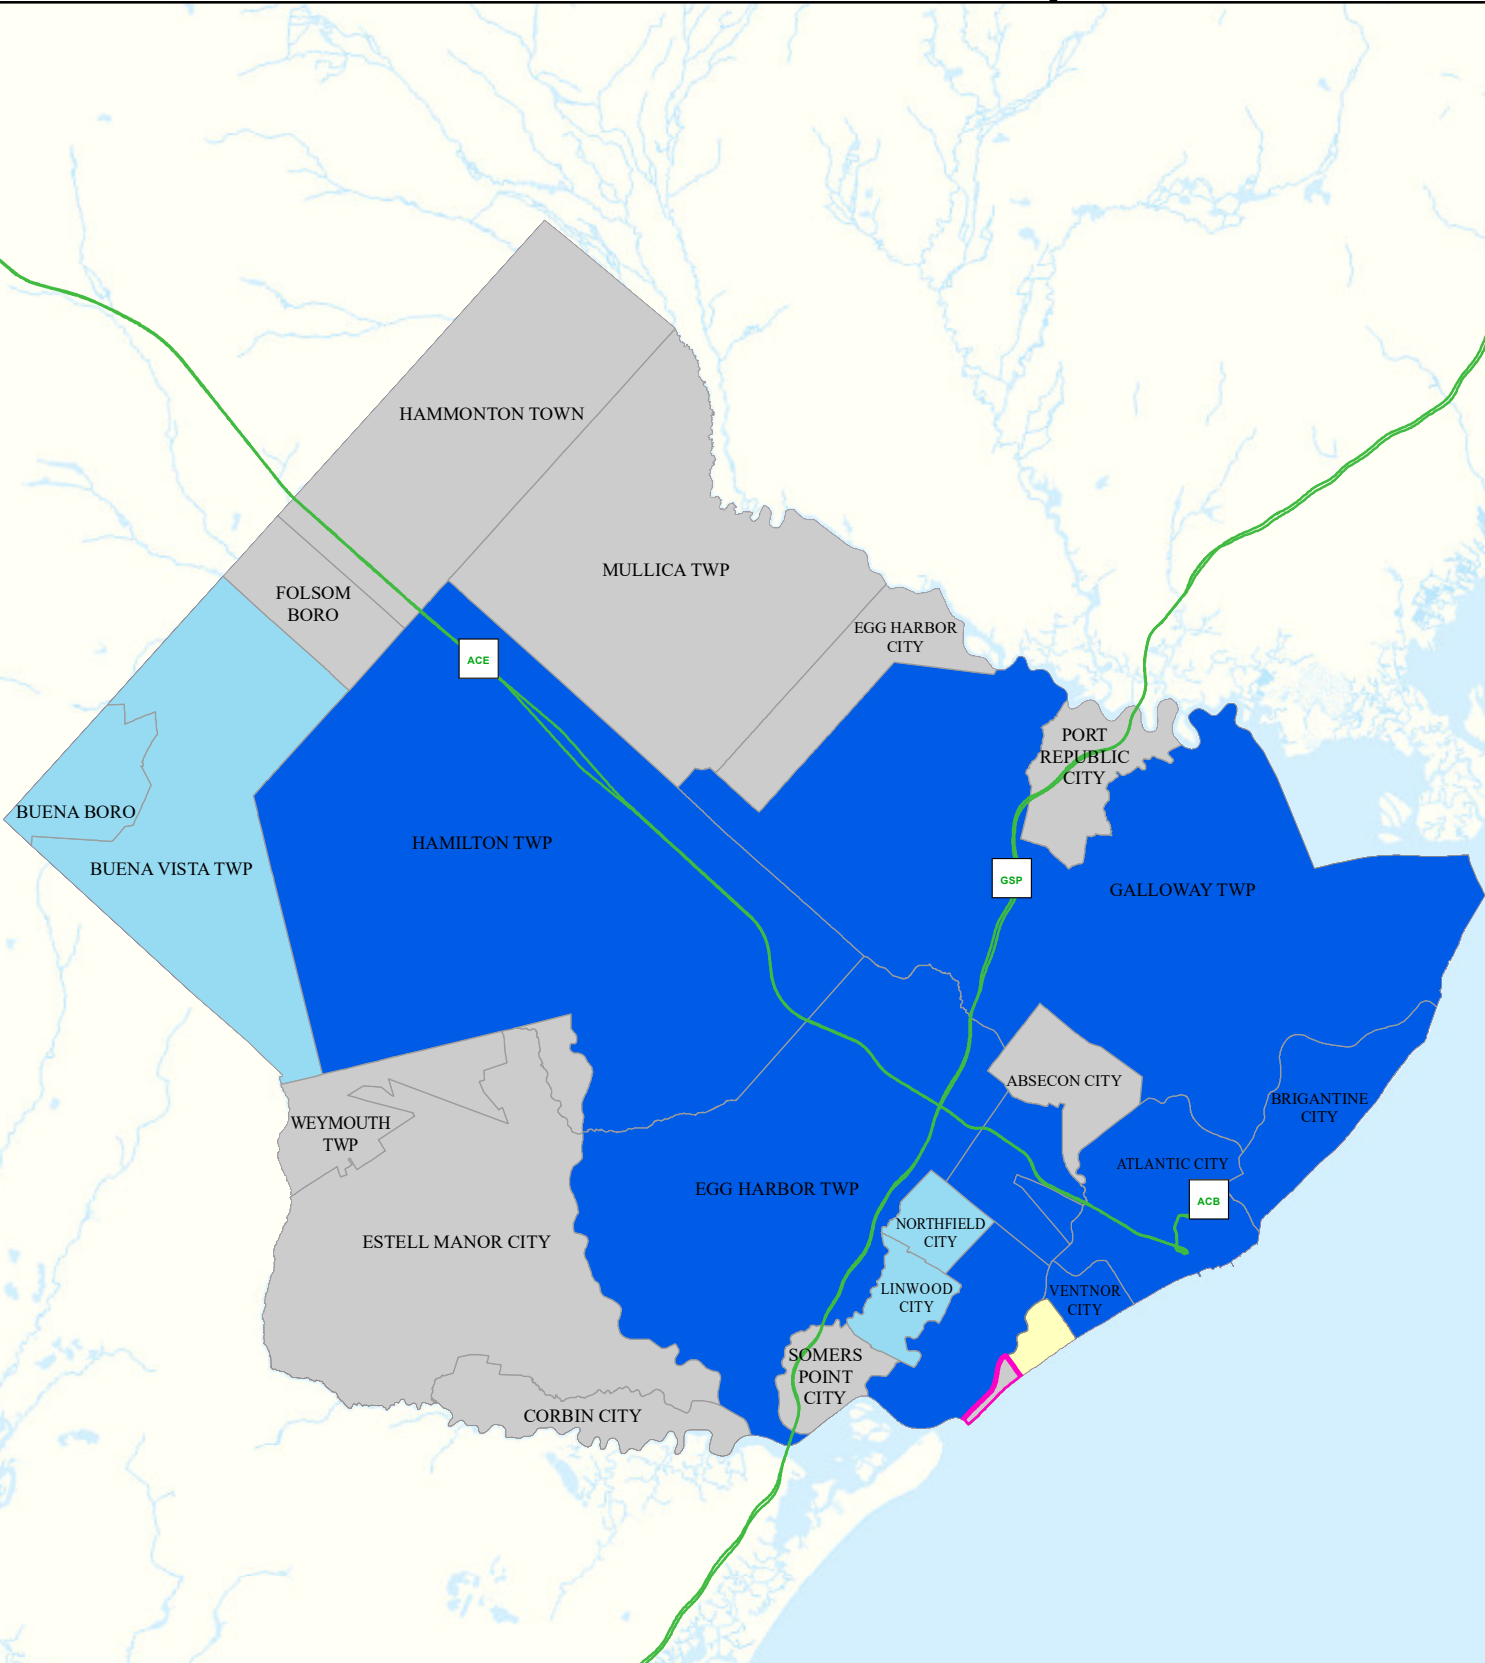 HAMMONTON TOWN
MULLICA TWP
FOLSOM
BORO
EGG HARBOR
CITY
ACE
PORT
REPUBLIC
CITY
BUENA BORO
HAMILTON TWP
BUENA VISTA TWP
GSP
GALLOWAY TWP
ABSECON CITY
BRIGANTINE
CITY
WEYMOUTH
TWP
ATLANTIC CITY
EGG HARBOR TWP
ACB
NORTHFIELD
CITY
ESTELL MANOR CITY
LINWOOD
CITY
VENTNOR
CITY
SOMERS
POINT
CITY
CORBIN CITY